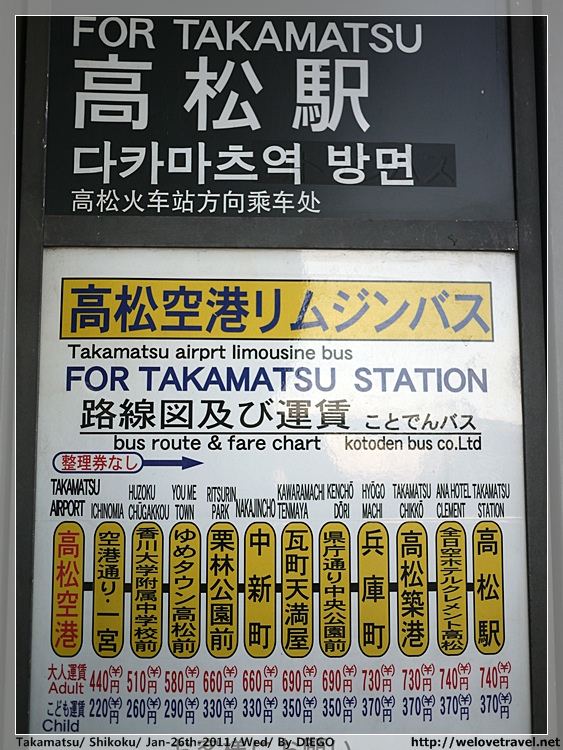 FOR TAKAMATSU
高松駅
다카마츠역 방면
高松火车站方向乘车处
高松空港リムジンバス
Takamatsu airprt limousine bus
FOR TAKAMATSU STATION
路線図及び運賃 ことでんバス
bus route & fare chart kotoden bus co.Ltd
整理券なし
TAKAMATSU AIRPORT ICHINOMIA HUZOKU CHŪGAKKOU YOU ME TOWN RITSURIN PARK NAKAJINCHO KAWARAMACHI TENMAYA KENCHŌ DŌRI HYŌGO MACHI TAKAMATSU CHIKKŌ ANA HOTEL CLEMENT TAKAMATSU STATION
高松空港 空港通り・一宮 香川大学附属中学校前 ゆめタウン高松前 栗林公園前 中新町 瓦町天満屋 県庁通り中央公園前 兵庫町 高松築港 全日空ホテルクレメント高松 高松駅
大人運賃 Adult 440円(¥) 510円(¥) 580円(¥) 660円(¥) 660円(¥) 690円(¥) 690円(¥) 730円(¥) 730円(¥) 740円(¥) 740円(¥)
こども運賃 Child 220円 260円 290円 330円 330円 350円 350円 370円 370円 370円 370円
Takamatsu/ Shikoku/ Jan-26th-2011/ Wed/ By DIEGO http://welovetravel.net/